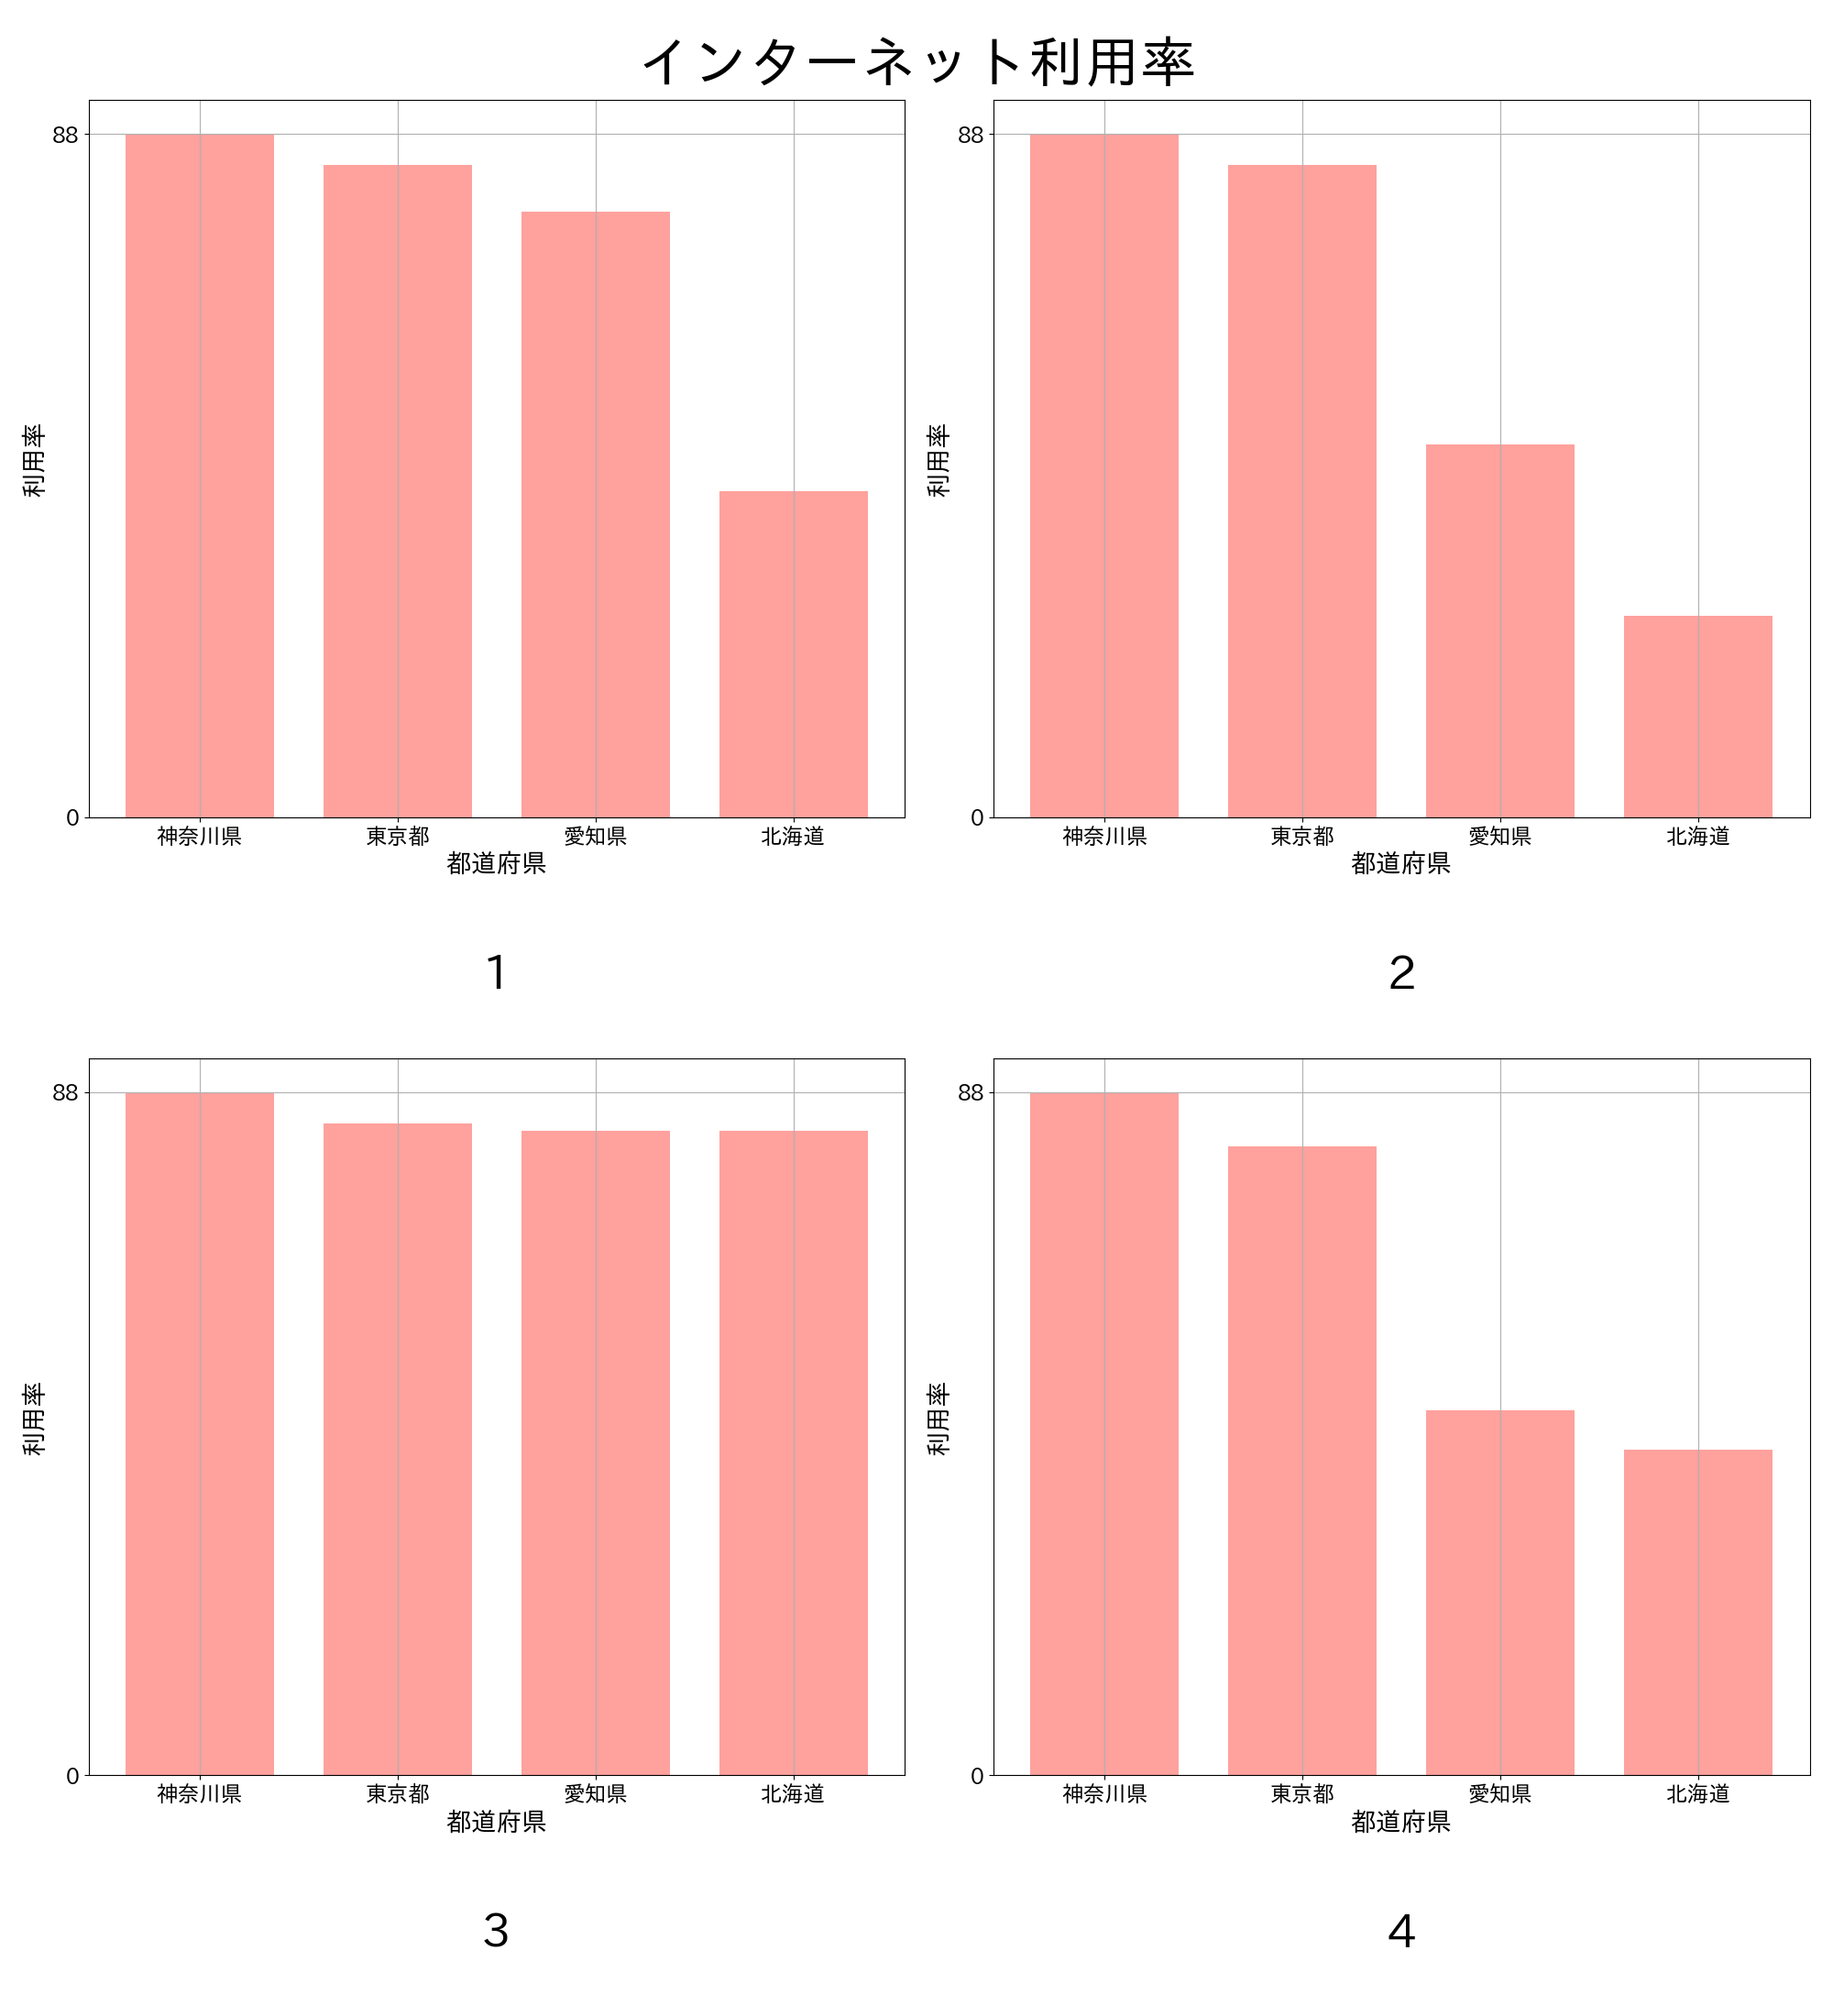 インターネット利用率
88
0
利用率
神奈川県 東京都 愛知県 北海道
都道府県
1
88
0
利用率
神奈川県 東京都 愛知県 北海道
都道府県
2
88
0
利用率
神奈川県 東京都 愛知県 北海道
都道府県
3
88
0
利用率
神奈川県 東京都 愛知県 北海道
都道府県
4